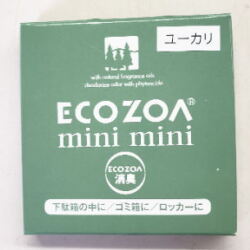 ユーカリ
with natural fragrance oils
deodorize odor with phytoncide
ECOZOA®
mini mini
ECOZOA
消臭
下駄箱の中に／ゴミ箱に／ロッカーに